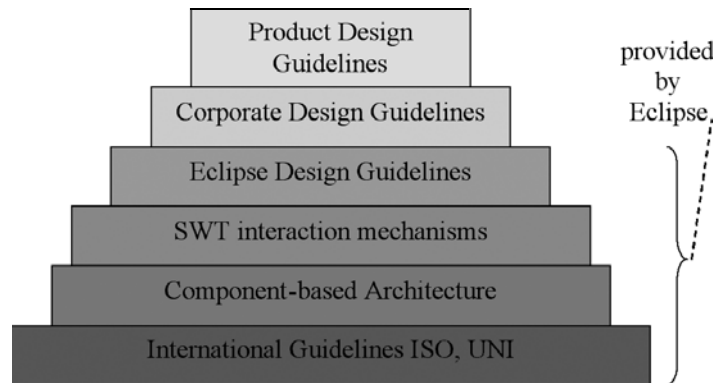 Product Design
Guidelines
Corporate Design Guidelines
Eclipse Design Guidelines
SWT interaction mechanisms
Component-based Architecture
International Guidelines ISO, UNI
provided
by
Eclipse